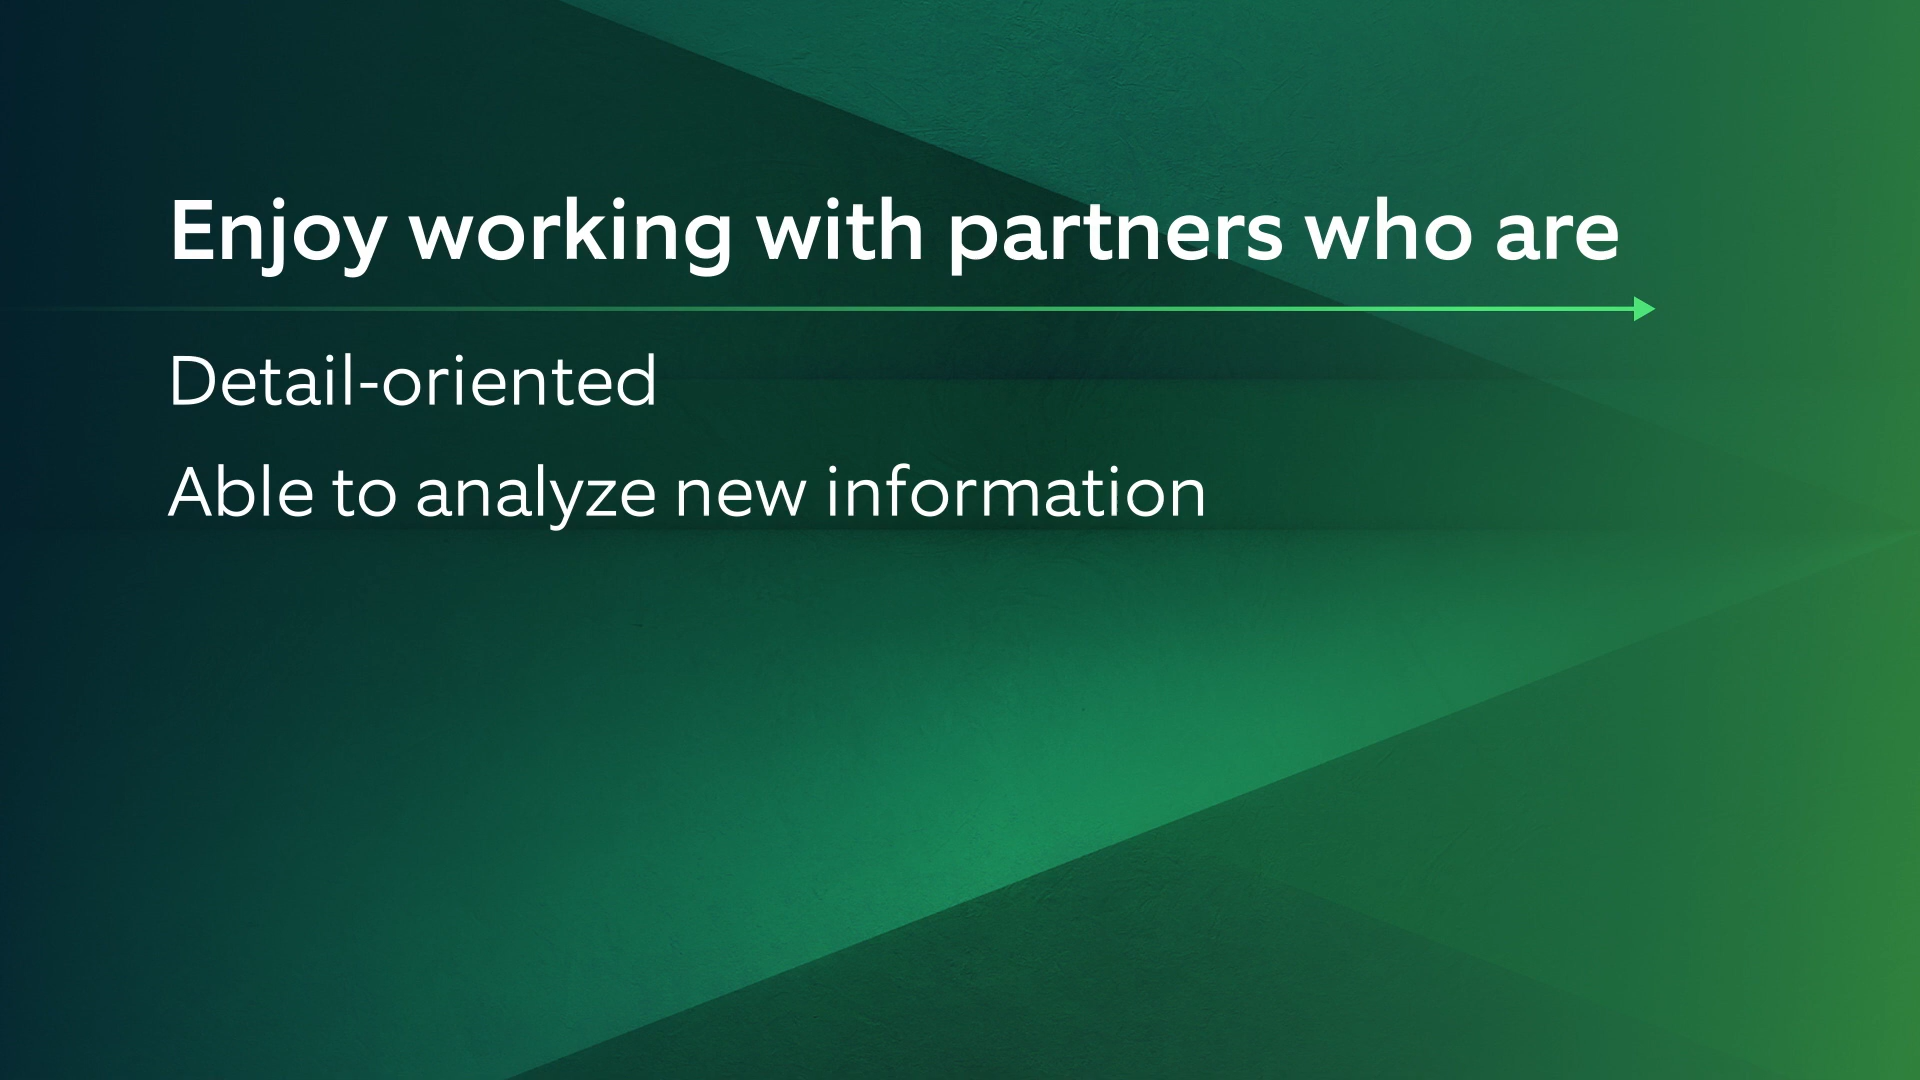 Enjoy working with partners who are
Detail-oriented
Able to analyze new information